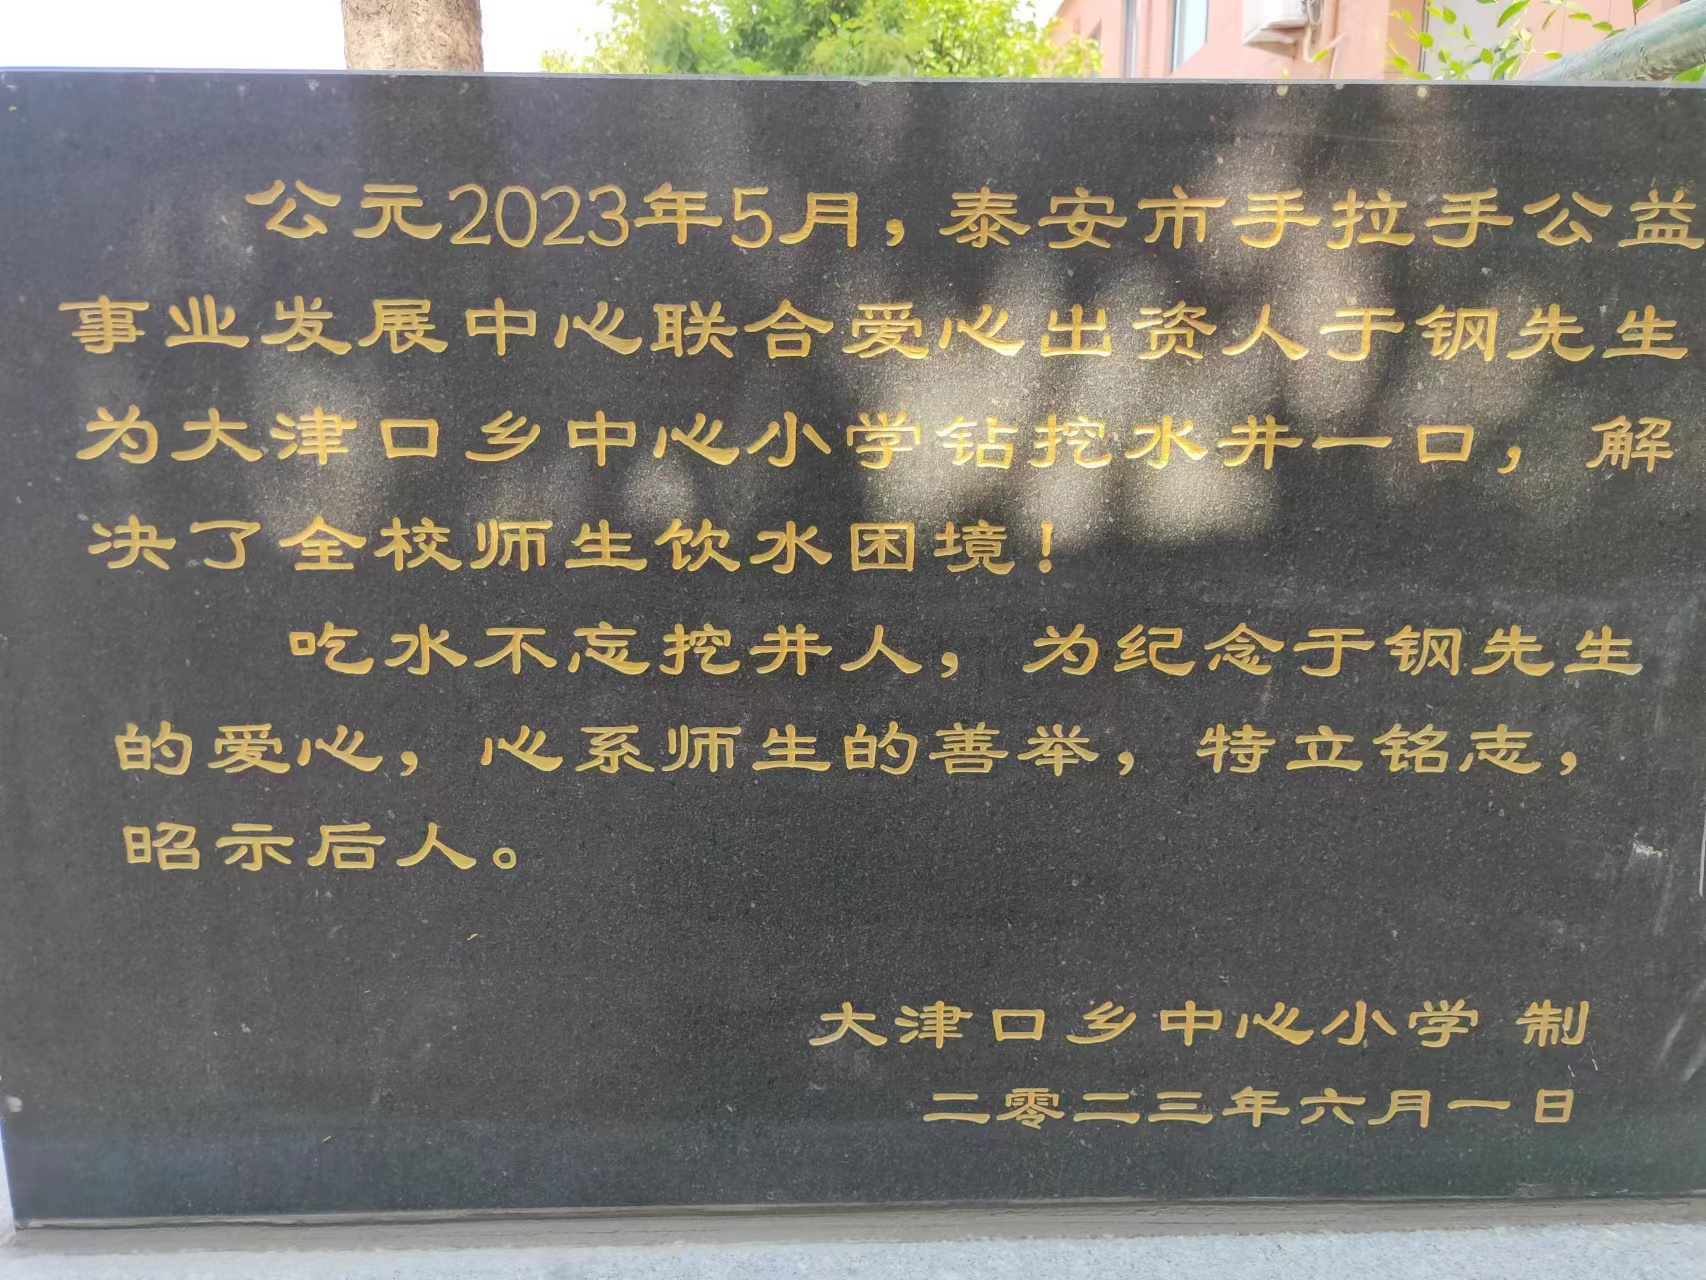 公元2023年5月，泰安市手拉手公益
事业发展中心联合爱心出资人于钢先生
为大津口乡中心小学钻挖水井一口，解
决了全校师生饮水困境！
吃水不忘挖井人，为纪念于钢先生
的爱心，心系师生的善举，特立铭志，
昭示后人。
大津口乡中心小学 制
二零二三年六月一日